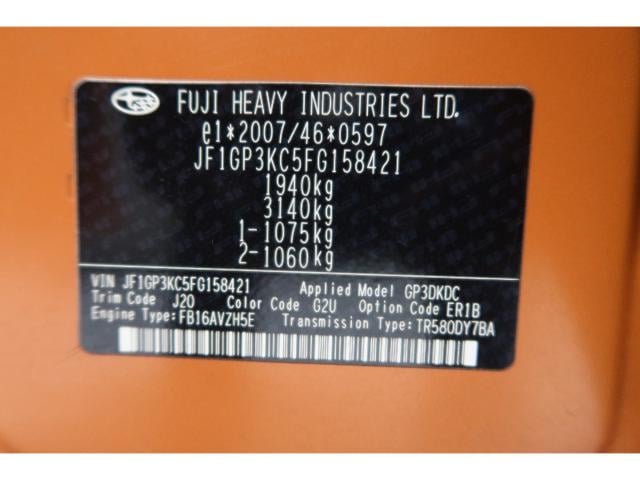 FUJI HEAVY INDUSTRIES LTD.
e1*2007/46*0597
JF1GP3KC5FG158421
1940kg
3140kg
1-1075kg
2-1060kg
VIN JF1GP3KC5FG158421 Applied Model GP3DKDC
Trim Code J20 Color Code G2U Option Code ER1B
Engine Type:FB16AVZH5E Transmission Type:TR580DY7BA